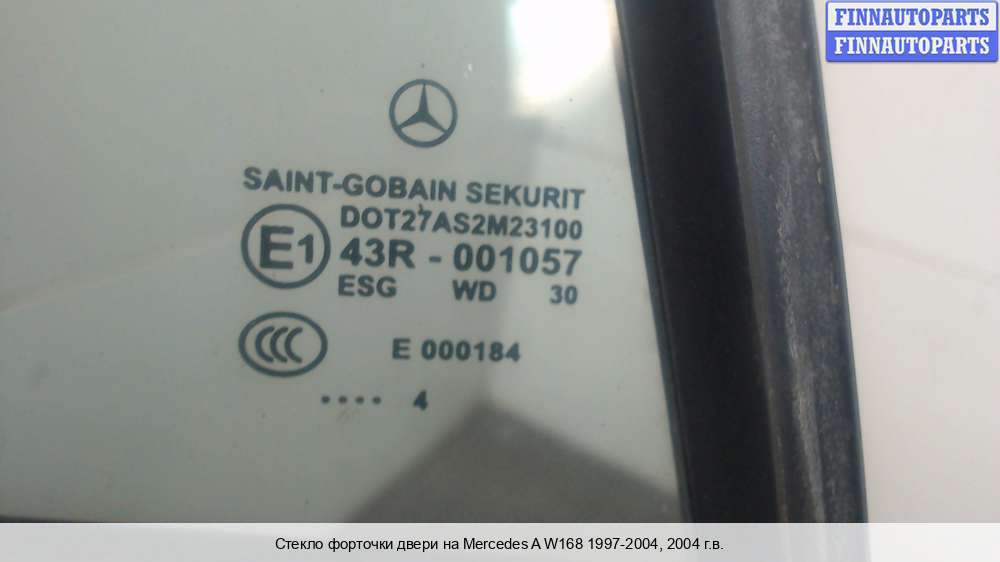 FINNAUTOPARTS
FINNAUTOPARTS
SAINT-GOBAIN SEKURIT
DOT27AS2M23100
E1 43R - 001057
ESG WD 30
CCC E 000184
.... 4
Стекло форточки двери на Mercedes A W168 1997-2004, 2004 г.в.